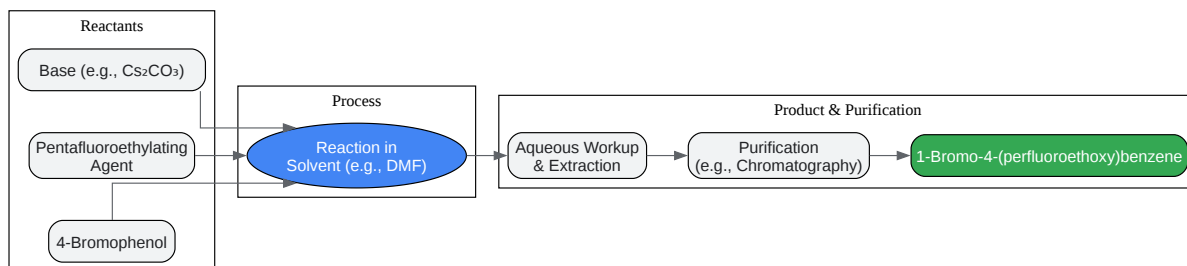 Reactants
Base (e.g., Cs₂CO₃)
Pentafluoroethylating
Agent
4-Bromophenol
Process
Reaction in
Solvent (e.g., DMF)
Product & Purification
Aqueous Workup
& Extraction
Purification
(e.g., Chromatography)
1-Bromo-4-(perfluoroethoxy)benzene